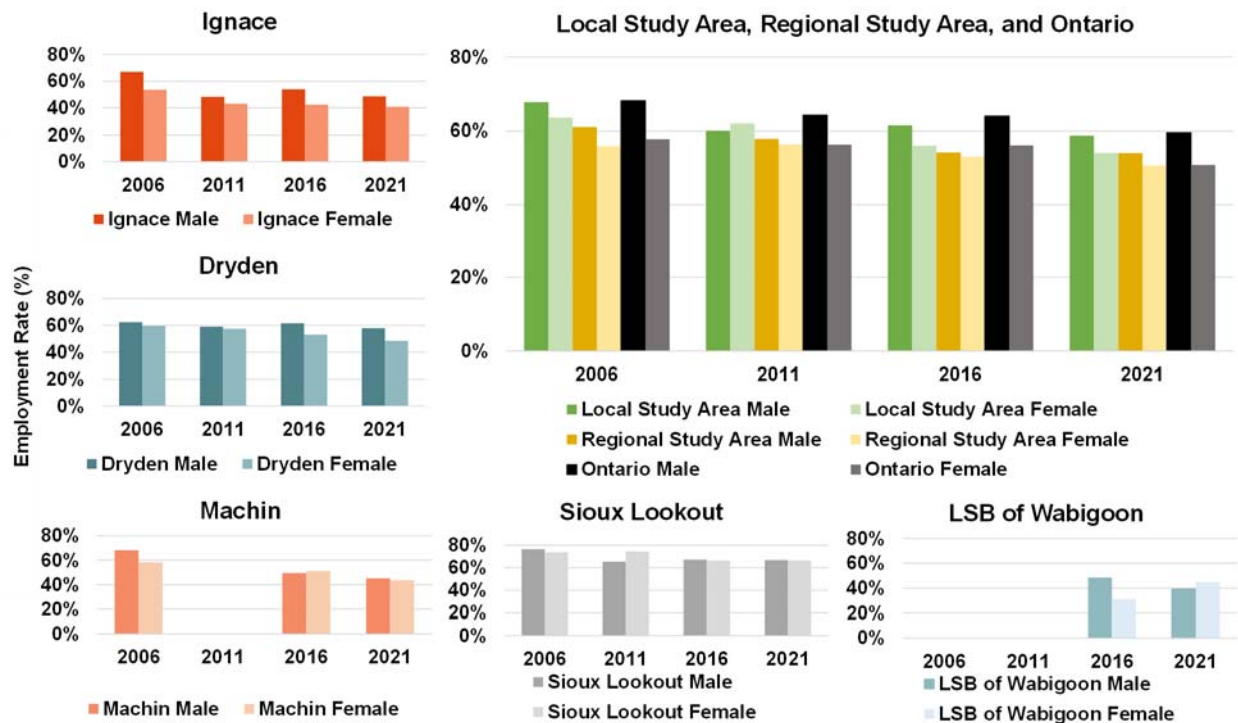 Employment Rate (%)
Ignace
80%
60%
40%
20%
0%
2006 2011 2016 2021
Ignace Male Ignace Female
Local Study Area, Regional Study Area, and Ontario
80%
60%
40%
20%
0%
2006 2011 2016 2021
Local Study Area Male Local Study Area Female
Regional Study Area Male Regional Study Area Female
Ontario Male Ontario Female
Dryden
80%
60%
40%
20%
0%
2006 2011 2016 2021
Dryden Male Dryden Female
Machin
80%
60%
40%
20%
0%
2006 2011 2016 2021
Machin Male Machin Female
Sioux Lookout
80%
60%
40%
20%
0%
2006 2011 2016 2021
Sioux Lookout Male
Sioux Lookout Female
LSB of Wabigoon
80%
60%
40%
20%
0%
2006 2011 2016 2021
LSB of Wabigoon Male
LSB of Wabigoon Female